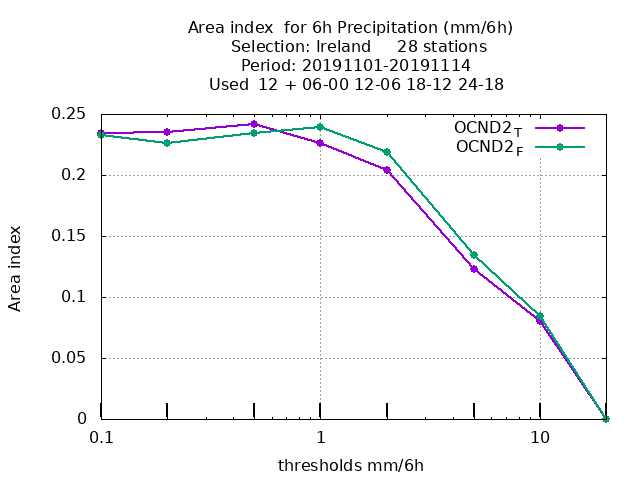 Area index  for 6h Precipitation (mm/6h)
Selection: Ireland     28 stations
Period: 20191101-20191114
Used  12 + 06-00 12-06 18-12 24-18
OCND2T
OCND2F
0.25
0.2
0.15
0.1
0.05
0
Area index
0.1
1
10
thresholds mm/6h